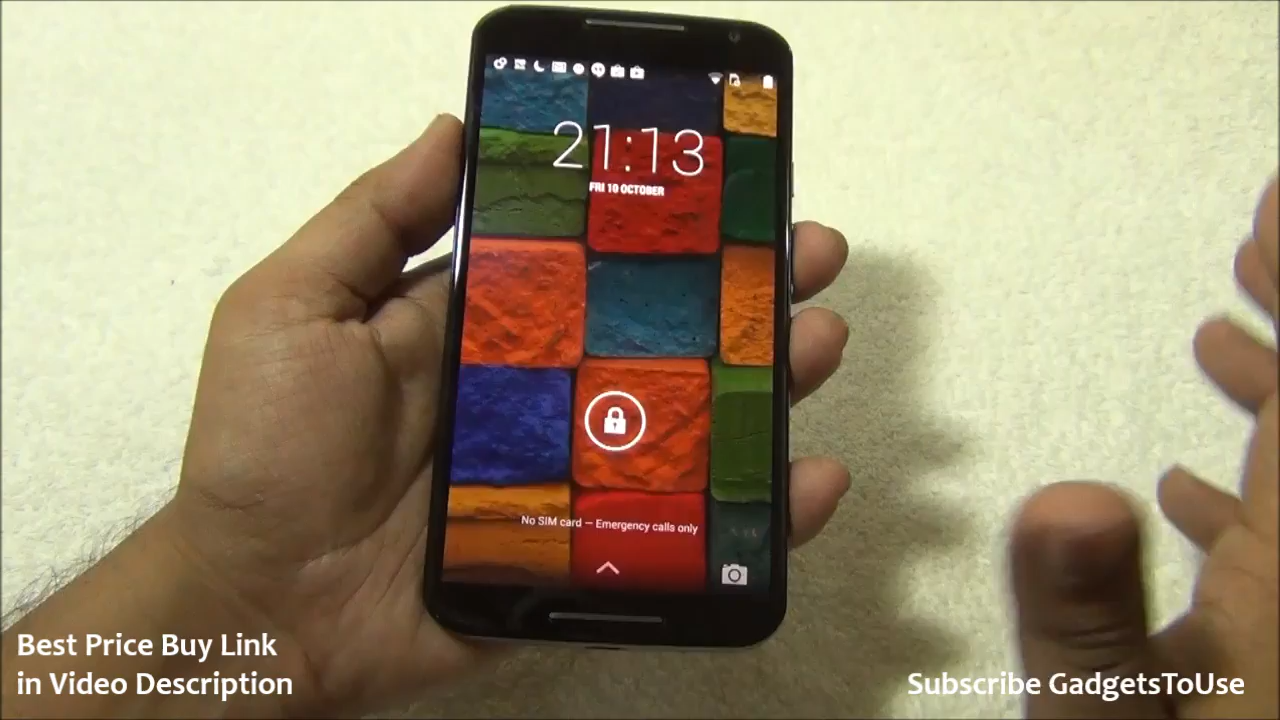 21:13
FRI 10 OCTOBER
No SIM card — Emergency calls only
Best Price Buy Link
in Video Description
Subscribe GadgetsToUse